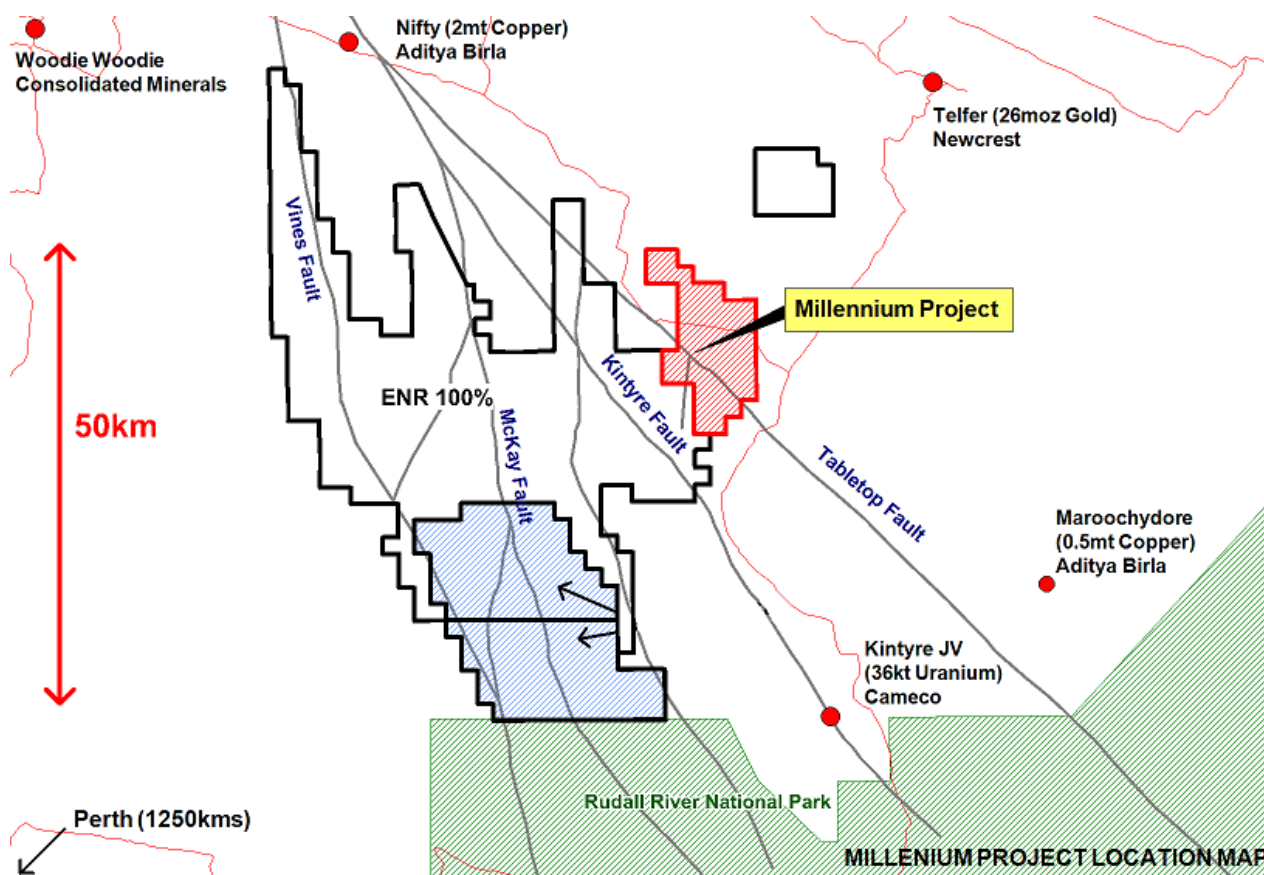 Nifty (2mt Copper)
Aditya Birla
Woodie Woodie
Consolidated Minerals
Telfer (26moz Gold)
Newcrest
Vines Fault
50km
Millennium Project
ENR 100%
McKay Fault
Kintyre Fault
Tabletop Fault
Maroochydore
(0.5mt Copper)
Aditya Birla
Kintyre JV
(36kt Uranium)
Cameco
Rudall River National Park
Perth (1250kms)
MILLENIUM PROJECT LOCATION MAP